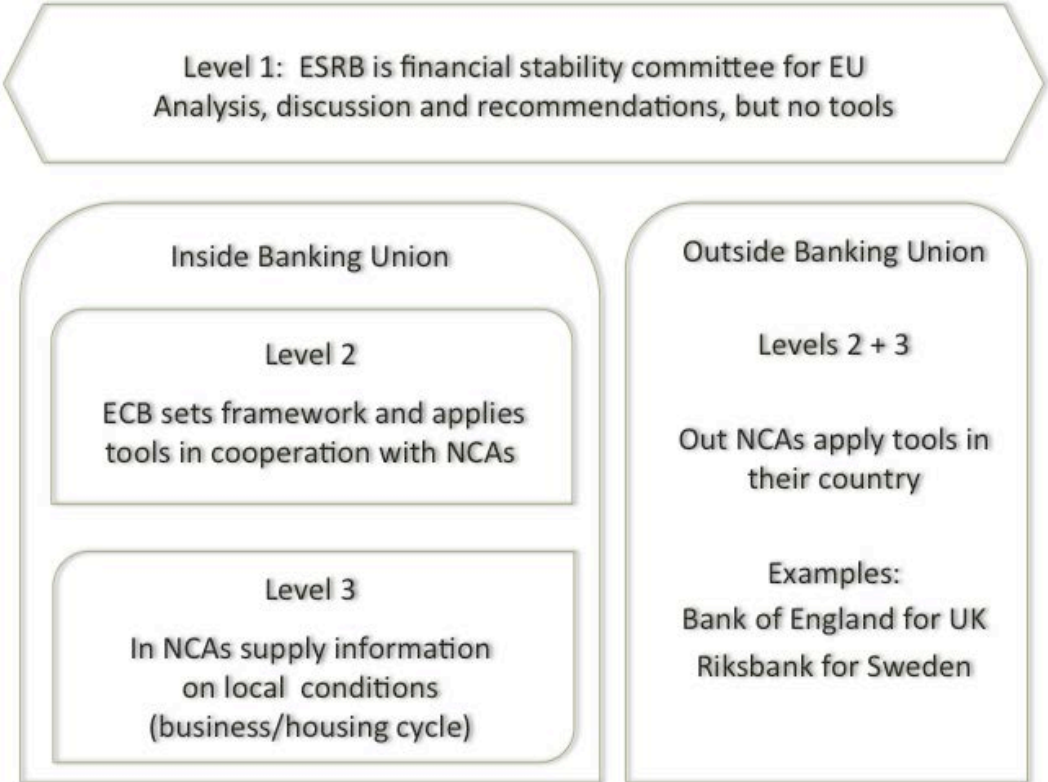 Level 1: ESRB is financial stability committee for EU
Analysis, discussion and recommendations, but no tools
Inside Banking Union
Level 2
ECB sets framework and applies
tools in cooperation with NCAs
Level 3
In NCAs supply information
on local conditions
(business/housing cycle)
Outside Banking Union
Levels 2 + 3
Out NCAs apply tools in
their country
Examples:
Bank of England for UK
Riksbank for Sweden